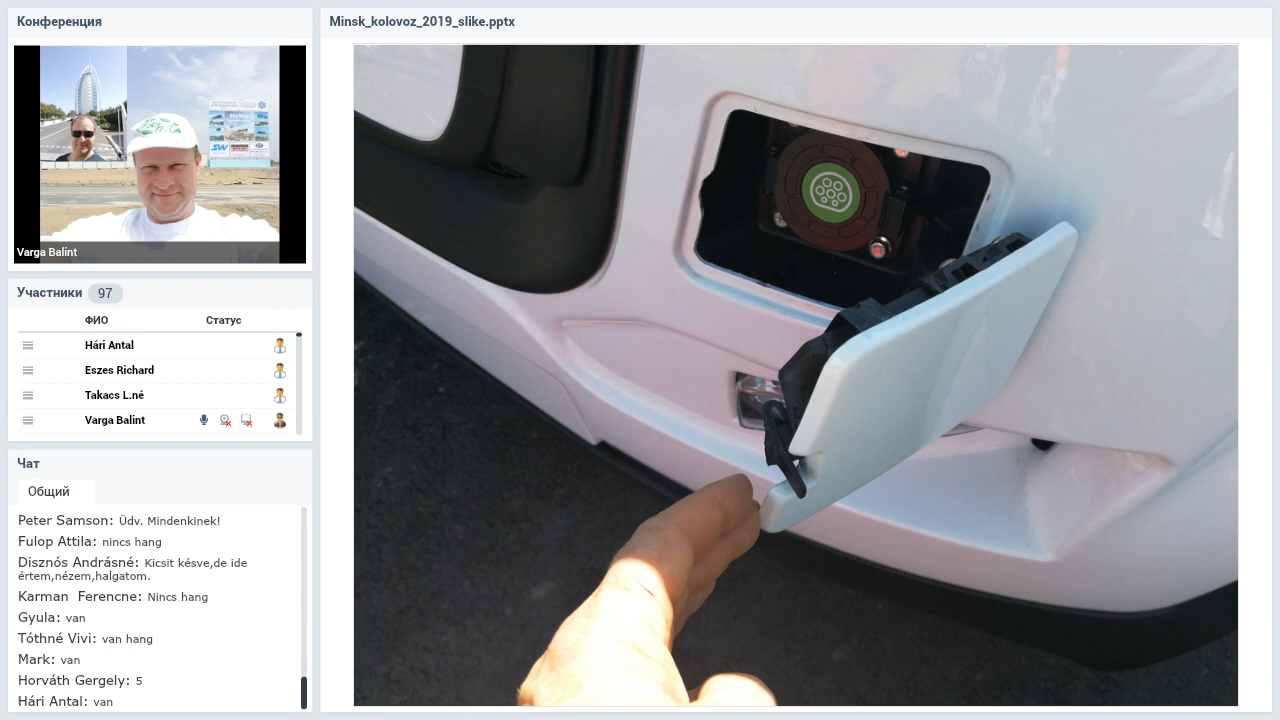 Конференция
Varga Balint
SW
Участники 97
ФИО Статус
Hári Antal
Eszes Richard
Takacs L.né
Varga Balint
Чат
Общий
Peter Samson: Üdv. Mindenkinek!
Fulop Attila: nincs hang
Disznós Andrásné: Kicsit késve,de ide
értem,nézem,halgatom.
Karman Ferencne: Nincs hang
Gyula: van
Tóthné Vivi: van hang
Mark: van
Horváth Gergely: 5
Hári Antal: van
Minsk_kolovoz_2019_slike.pptx